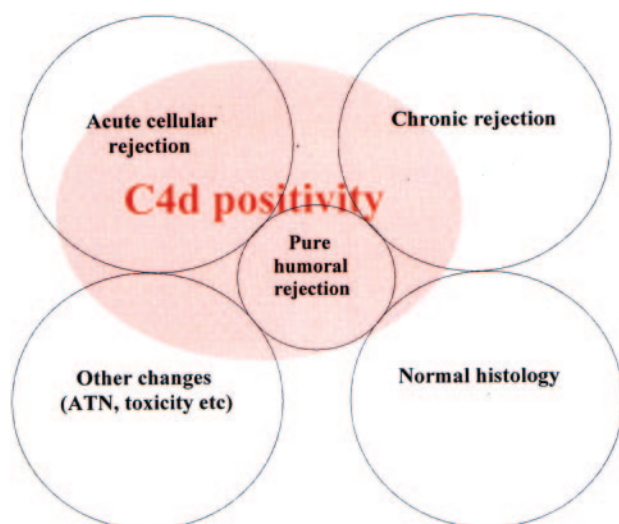 Acute cellular
rejection
Chronic rejection
C4d positivity
Pure
humoral
rejection
Other changes
(ATN, toxicity etc)
Normal histology